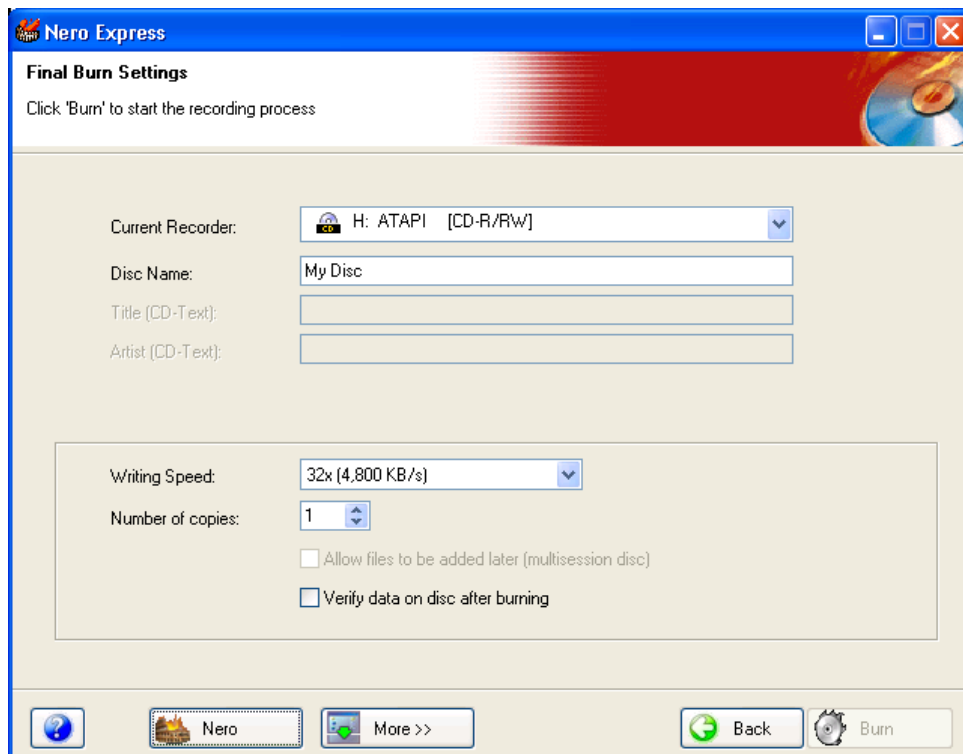 Nero Express
Final Burn Settings
Click 'Burn' to start the recording process
Current Recorder: H: ATAPI [CD-R/RW]
Disc Name: My Disc
Title (CD-Text):
Artist (CD-Text):
Writing Speed: 32x (4,800 KB/s)
Number of copies: 1
Allow files to be added later (multisession disc)
Verify data on disc after burning
? Nero More >> Back Burn